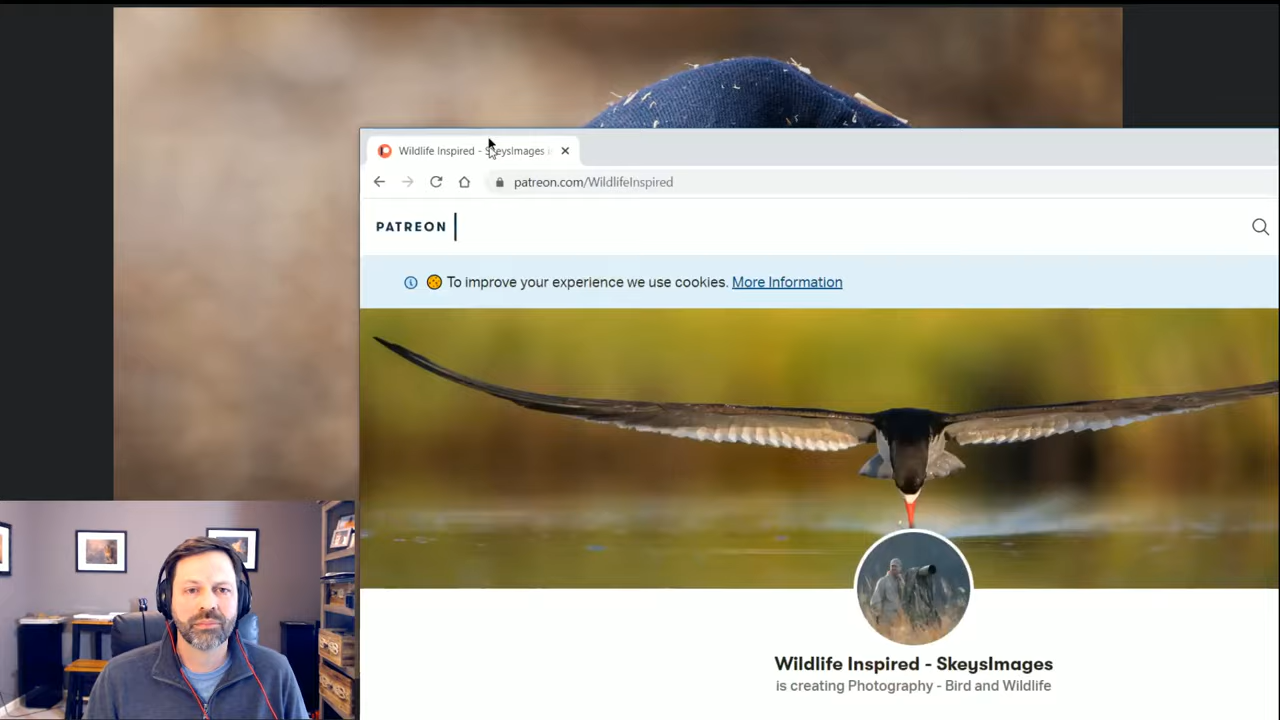 Wildlife Inspired - SkeysImages
patreon.com/WildlifeInspired
PATREON
To improve your experience we use cookies. More Information
Wildlife Inspired - SkeysImages
is creating Photography - Bird and Wildlife